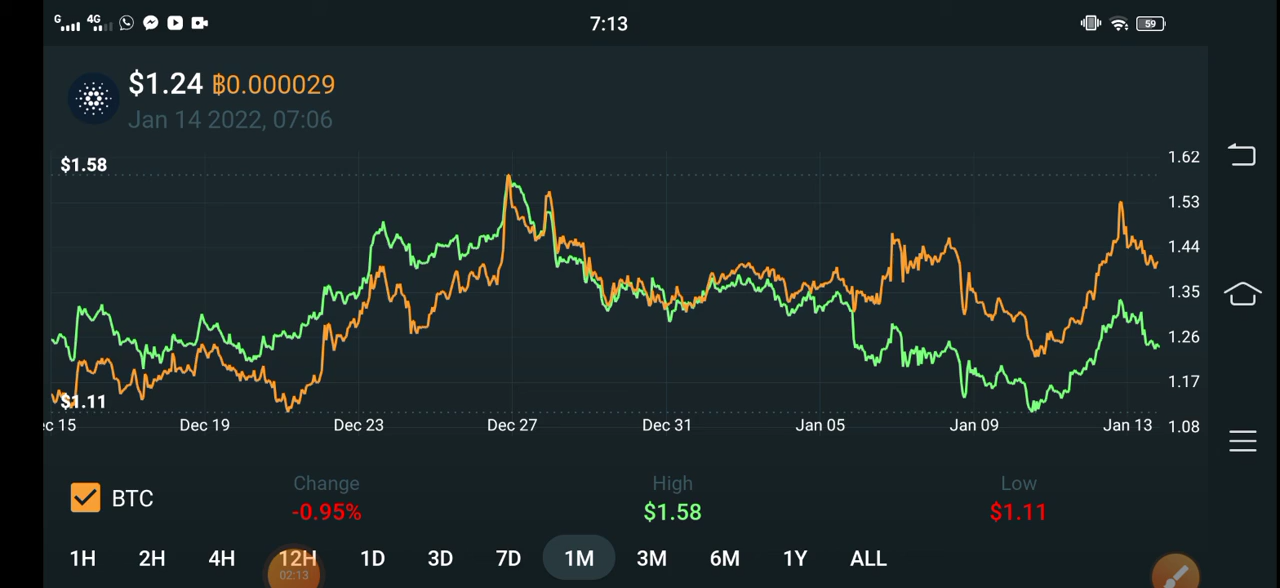 G 4G 7:13 59
$1.24 ฿0.000029
Jan 14 2022, 07:06
$1.58
1.62
1.53
1.44
1.35
1.26
1.17
1.08
$1.11
c 15 Dec 19 Dec 23 Dec 27 Dec 31 Jan 05 Jan 09 Jan 13
BTC
Change High Low
-0.95% $1.58 $1.11
1H 2H 4H 12H 1D 3D 7D 1M 3M 6M 1Y ALL
02:13